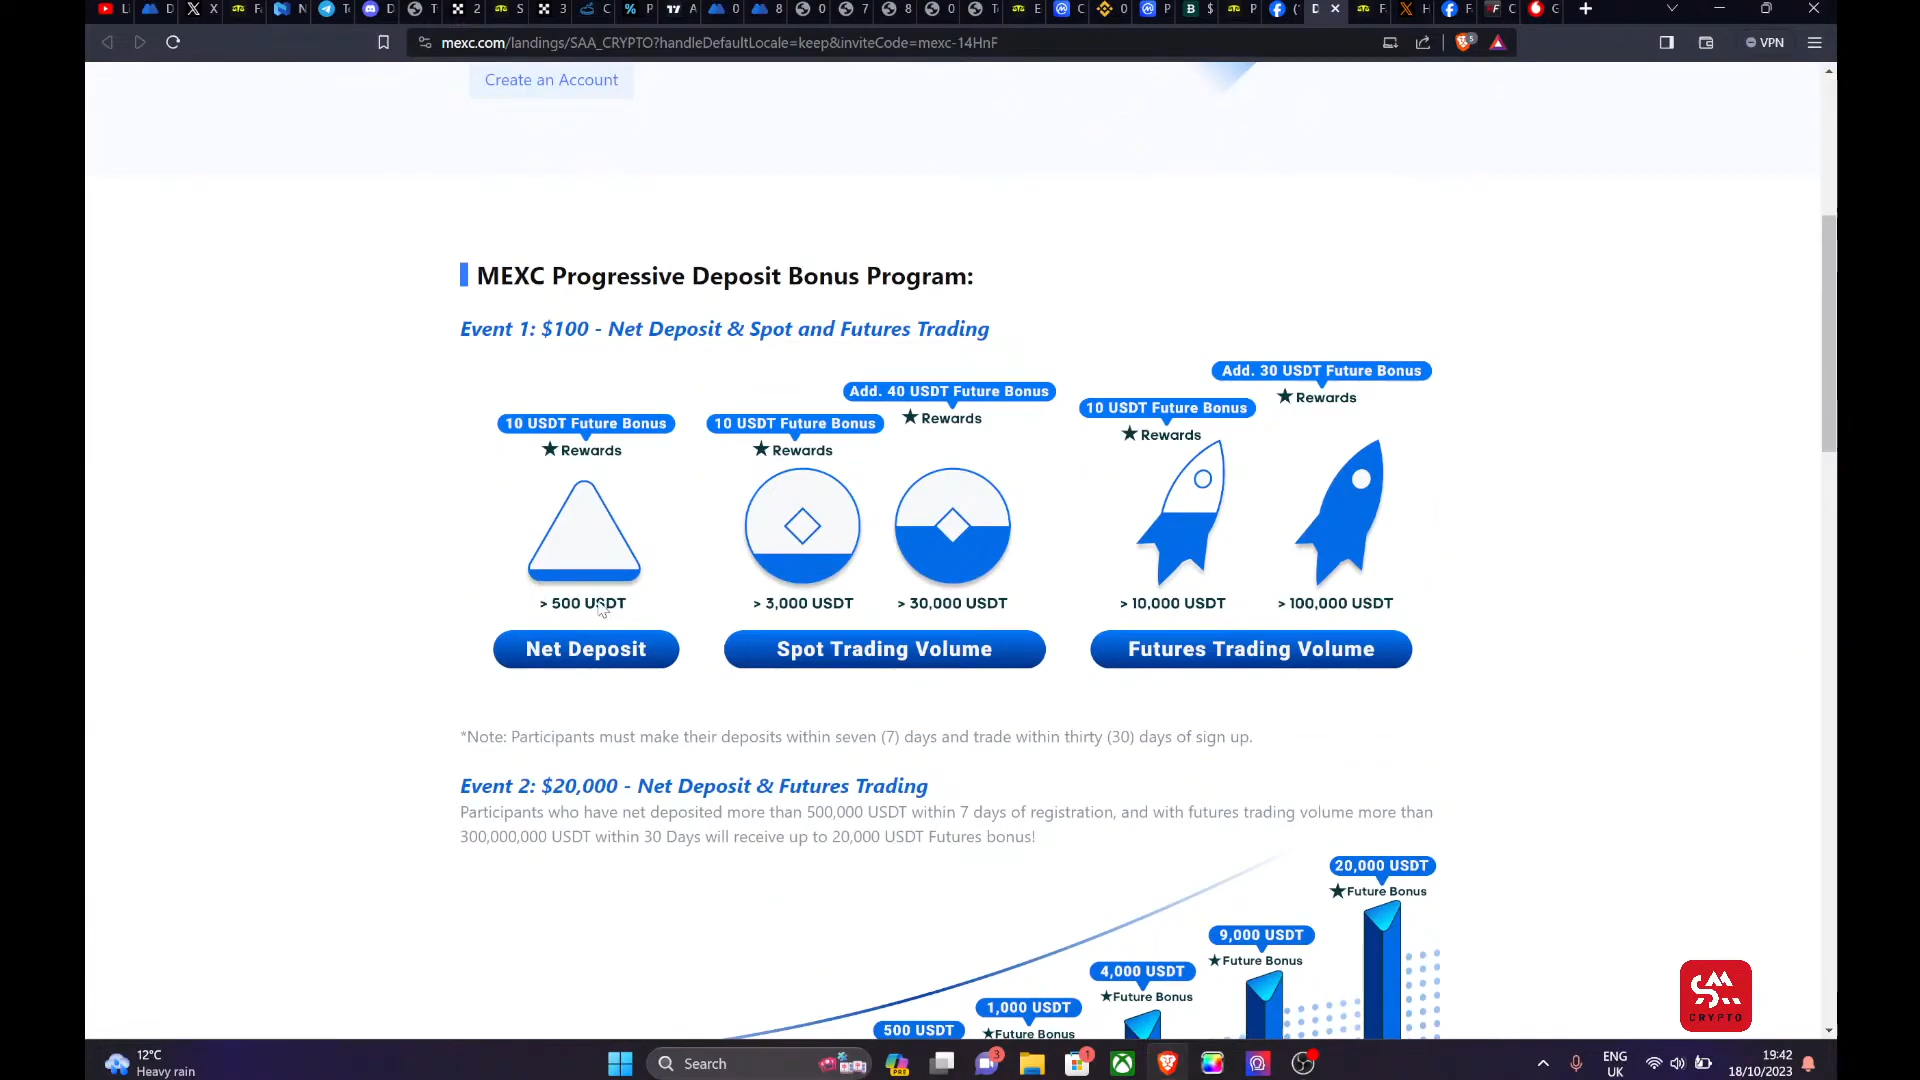 mexc.com/landings/SAA_CRYPTO?handleDefaultLocale=keep&inviteCode=mexc-14HnF
VPN
Create an Account
MEXC Progressive Deposit Bonus Program:
Event 1: $100 - Net Deposit & Spot and Futures Trading
Add. 30 USDT Future Bonus
Rewards
Add. 40 USDT Future Bonus
Rewards
10 USDT Future Bonus
Rewards
10 USDT Future Bonus
Rewards
10 USDT Future Bonus
Rewards
> 500 USDT
> 3,000 USDT
> 30,000 USDT
> 10,000 USDT
> 100,000 USDT
Net Deposit
Spot Trading Volume
Futures Trading Volume
*Note: Participants must make their deposits within seven (7) days and trade within thirty (30) days of sign up.
Event 2: $20,000 - Net Deposit & Futures Trading
Participants who have net deposited more than 500,000 USDT within 7 days of registration, and with futures trading volume more than
300,000,000 USDT within 30 Days will receive up to 20,000 USDT Futures bonus!
20,000 USDT
Future Bonus
9,000 USDT
Future Bonus
4,000 USDT
Future Bonus
1,000 USDT
Future Bonus
500 USDT
CRYPTO
12°C
Heavy rain
Search
PRE
3
1
ENG
UK
19:42
18/10/2023